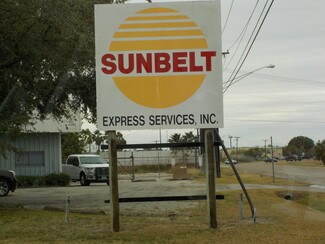 SUNBELT
EXPRESS SERVICES, INC.